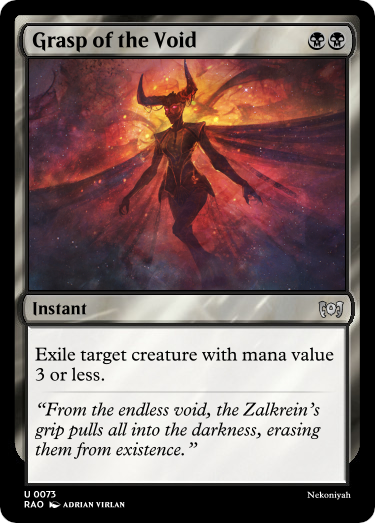 Grasp of the Void
Instant
Exile target creature with mana value
3 or less.
“From the endless void, the Zalkrein’s
grip pulls all into the darkness, erasing
them from existence.”
U 0073
Nekoniyah
RAO ADRIAN VIRLAN